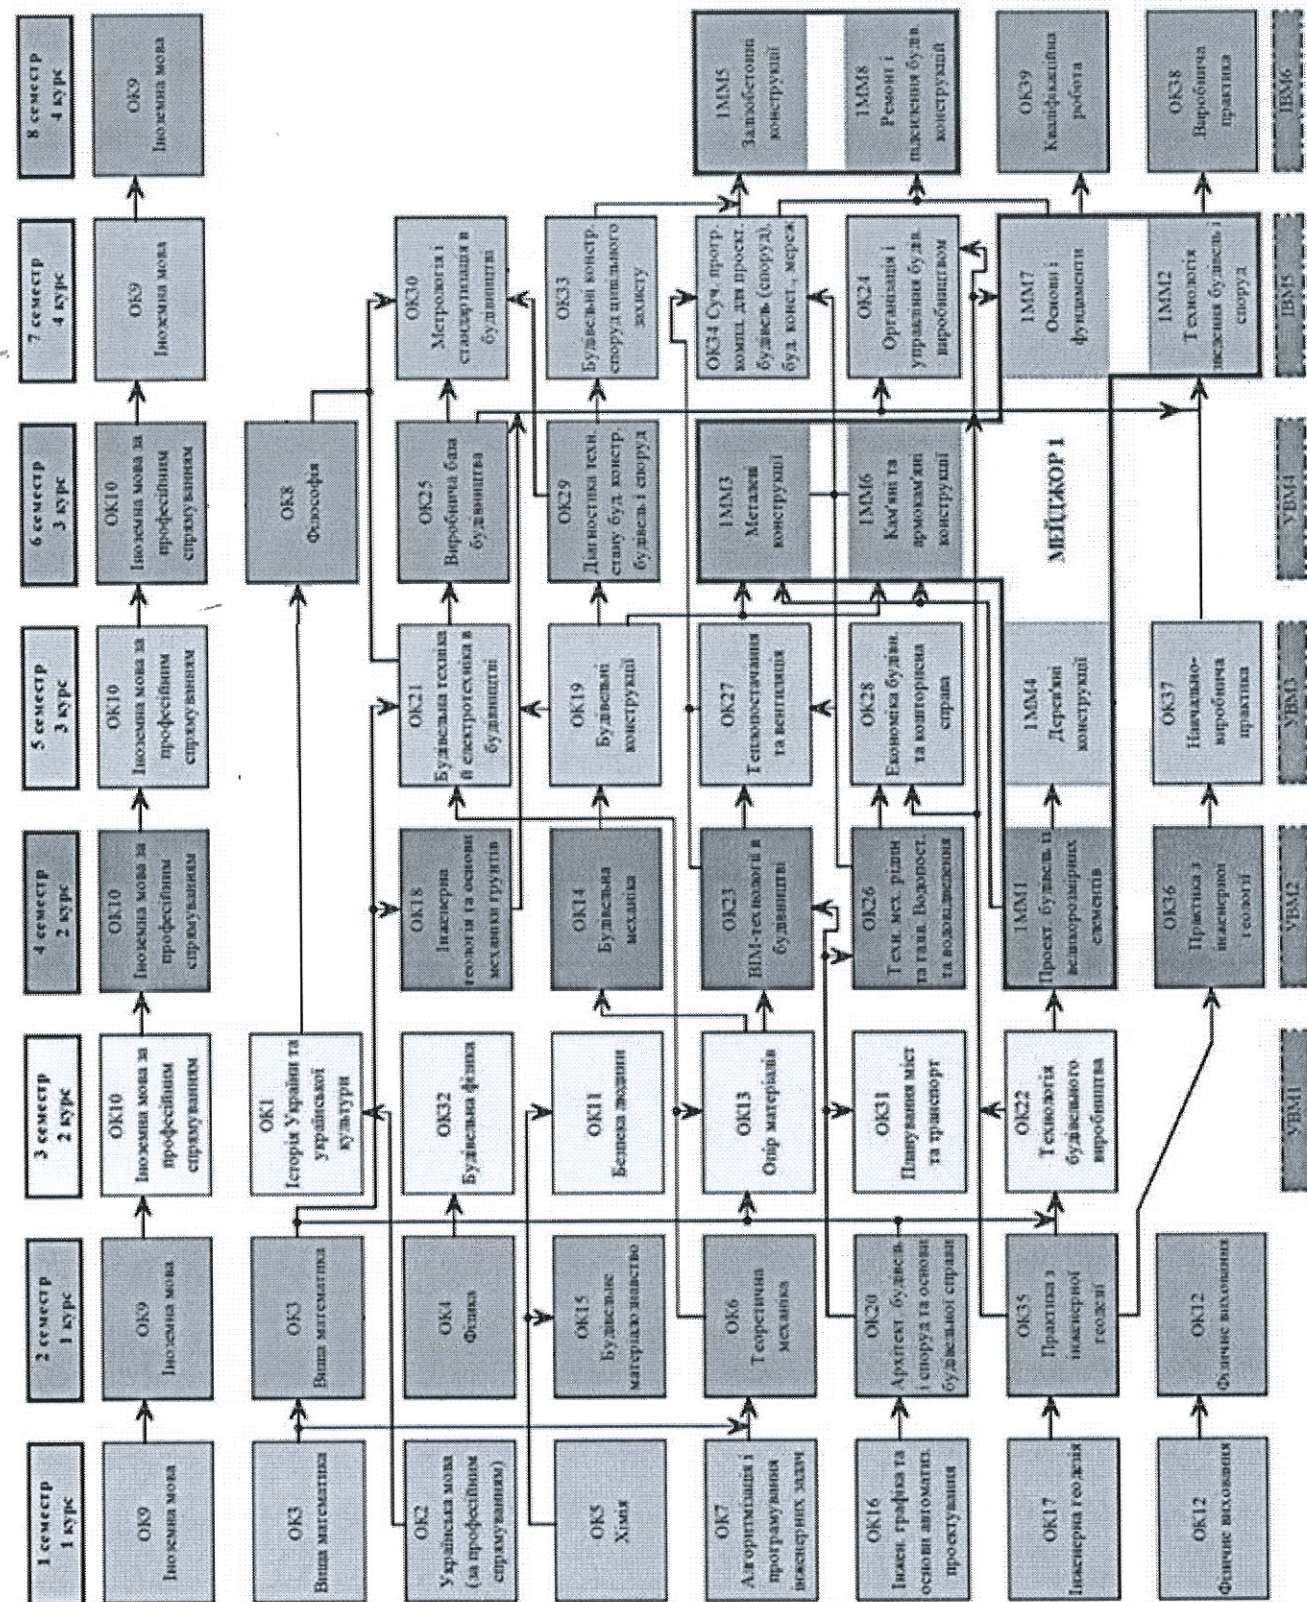 1 семестр
1 курс
ОК9
Іноземна мова
ОК3
Вища математика
ОК2
Українська мова
(за професійним
спрямуванням)
ОК5
Хімія
ОК7
Алгоритмізація і
програмування
інженерних задач
ОК16
Інжен. графіка та
основи автоматиз.
проектування
ОК17
Інженерна геодезія
ОК12
Фізичне виховання
2 семестр
1 курс
ОК9
Іноземна мова
ОК3
Вища математика
ОК4
Фізика
ОК15
Будівельне
матеріалознавство
ОК6
Теоретична
механіка
ОК20
Архітект. будівель
і споруд та основи
будівельної справи
ОК35
Практика з
інженерної
геодезії
ОК12
Фізичне виховання
3 семестр
2 курс
ОК10
Іноземна мова за
професійним
спрямуванням
ОК1
Історія України та
української
культури
ОК32
Будівельна фізика
ОК11
Безпека людини
ОК13
Опір матеріалів
ОК31
Планування міст
та транспорт
ОК22
Технологія
будівельного
виробництва
УВМ1
4 семестр
2 курс
ОК10
Іноземна мова за
професійним
спрямуванням
ОК18
Інженерна
геологія та основи
механіки ґрунтів
ОК14
Будівельна
механіка
ОК23
ВІМ-технології в
будівництві
ОК26
Техн. мех. рідин
та газів. Водопост.
та водовідведення
1ММ1
Проект. будівель із
великорозмірних
елементів
ОК36
Практика з
інженерної
геології
УВМ2
5 семестр
3 курс
ОК10
Іноземна мова за
професійним
спрямуванням
ОК21
Будівельна техніка
й електротехніка в
будівництві
ОК19
Будівельні
конструкції
ОК27
Теплопостачання
та вентиляція
ОК28
Економіка будівн.
та кошторисна
справа
1ММ4
Дерев'яні
конструкції
ОК37
Навчально-
виробнича
практика
УВМ3
6 семестр
3 курс
ОК10
Іноземна мова за
професійним
спрямуванням
ОК8
Філософія
ОК25
Виробнича база
будівництва
ОК29
Діагностика техн.
стану буд. констр.
будівель і споруд
1ММ3
Металеві
конструкції
1ММ6
Кам'яні та
армокам'яні
конструкції
МЕЙДЖОР 1
УВМ4
7 семестр
4 курс
ОК9
Іноземна мова
ОК30
Метрологія і
стандартизація в
будівництва
ОК33
Будівельні констр.
споруд цивільного
захисту
ОК34 Суч. прогр.
компл. для проєкт.
будівель (споруд),
буд. конст., мереж
ОК24
Організація і
управління будів.
виробництвом
1ММ7
Основи і
фундаменти
1ММ2
Технологія
зведення будівель і
споруд
ІВМ5
8 семестр
4 курс
ОК9
Іноземна мова
1ММ5
Залізобетонні
конструкції
1ММ8
Ремонт і
підсилення будів.
конструкцій
ОК39
Кваліфікаційна
робота
ОК38
Виробнича
практика
ІВМ6